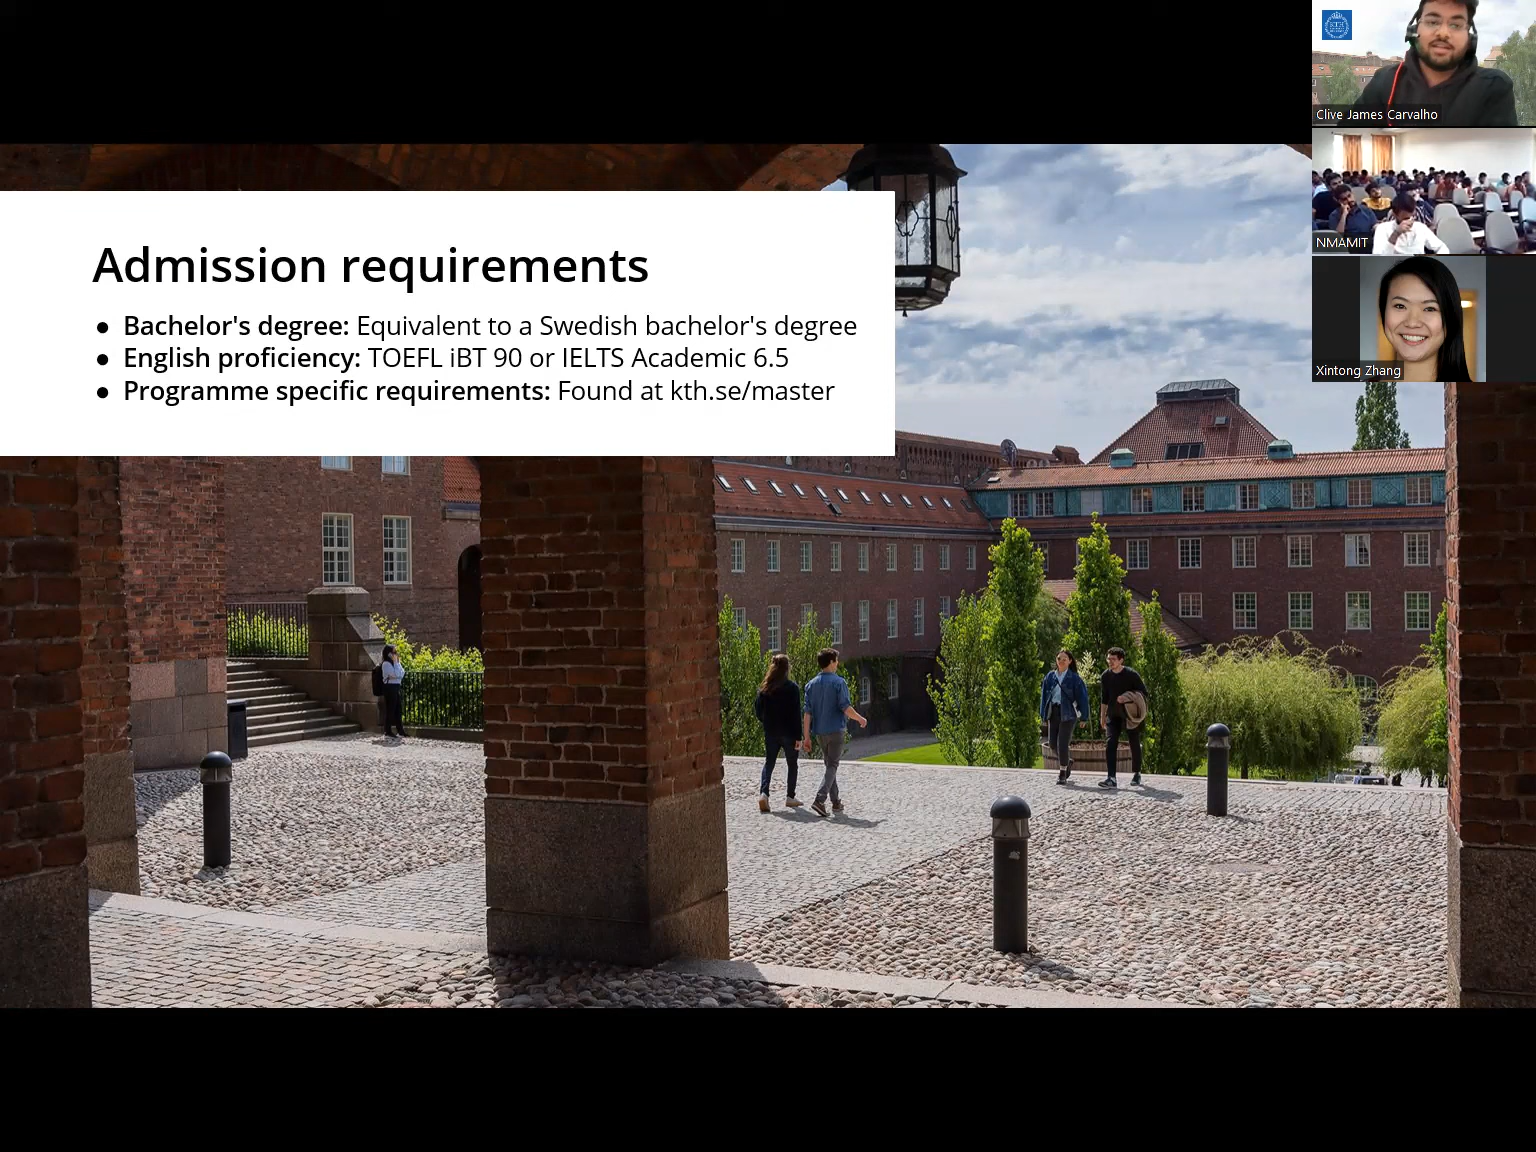 Admission requirements
● Bachelor's degree: Equivalent to a Swedish bachelor's degree
● English proficiency: TOEFL iBT 90 or IELTS Academic 6.5
● Programme specific requirements: Found at kth.se/master
KTH
Clive James Carvalho
NMAMIT
Xintong Zhang